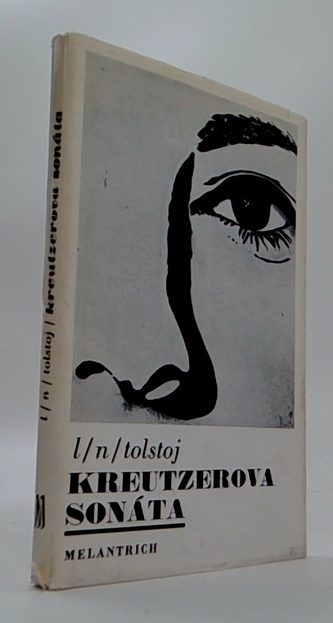 l/n/tolstoj / kreutzerova sonáta
l/n/tolstoj
KREUTZEROVA
SONÁTA
MELANTRICH